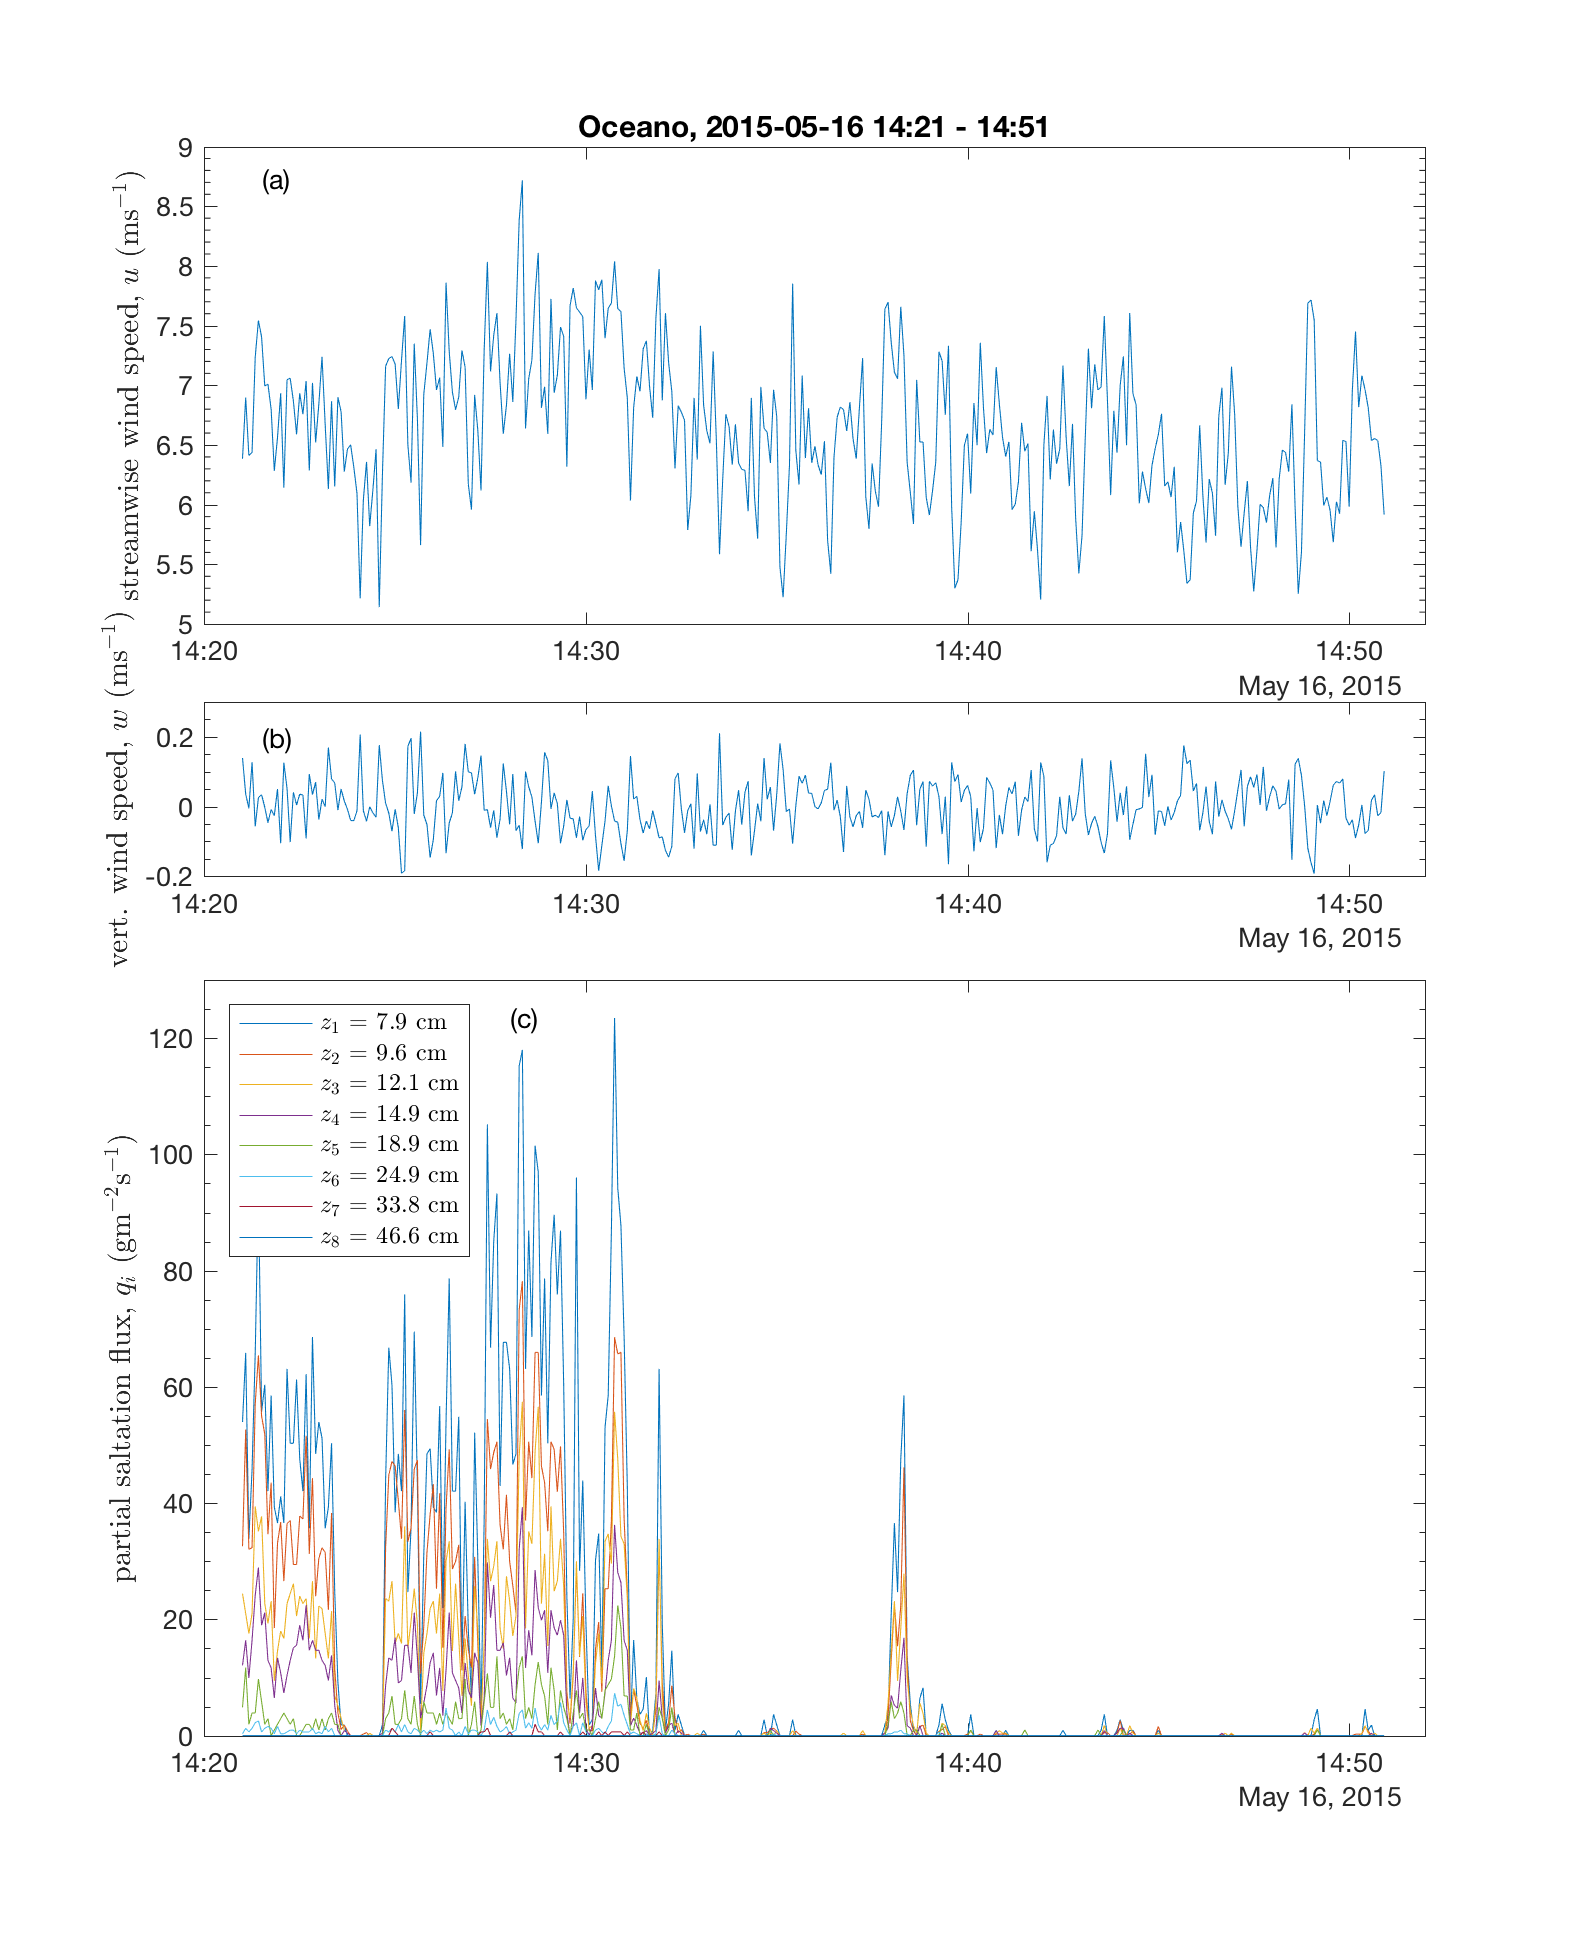 Oceano, 2015-05-16 14:21 - 14:51
(a)
streamwise wind speed, u (ms⁻¹)
9
8.5
8
7.5
7
6.5
6
5.5
5
14:20 14:30 14:40 14:50
May 16, 2015
(b)
vert. wind speed, w (ms⁻¹)
0.2
0
-0.2
14:20 14:30 14:40 14:50
May 16, 2015
(c)
partial saltation flux, qᵢ (gm⁻²s⁻¹)
z₁ = 7.9 cm
z₂ = 9.6 cm
z₃ = 12.1 cm
z₄ = 14.9 cm
z₅ = 18.9 cm
z₆ = 24.9 cm
z₇ = 33.8 cm
z₈ = 46.6 cm
120
100
80
60
40
20
0
14:20 14:30 14:40 14:50
May 16, 2015